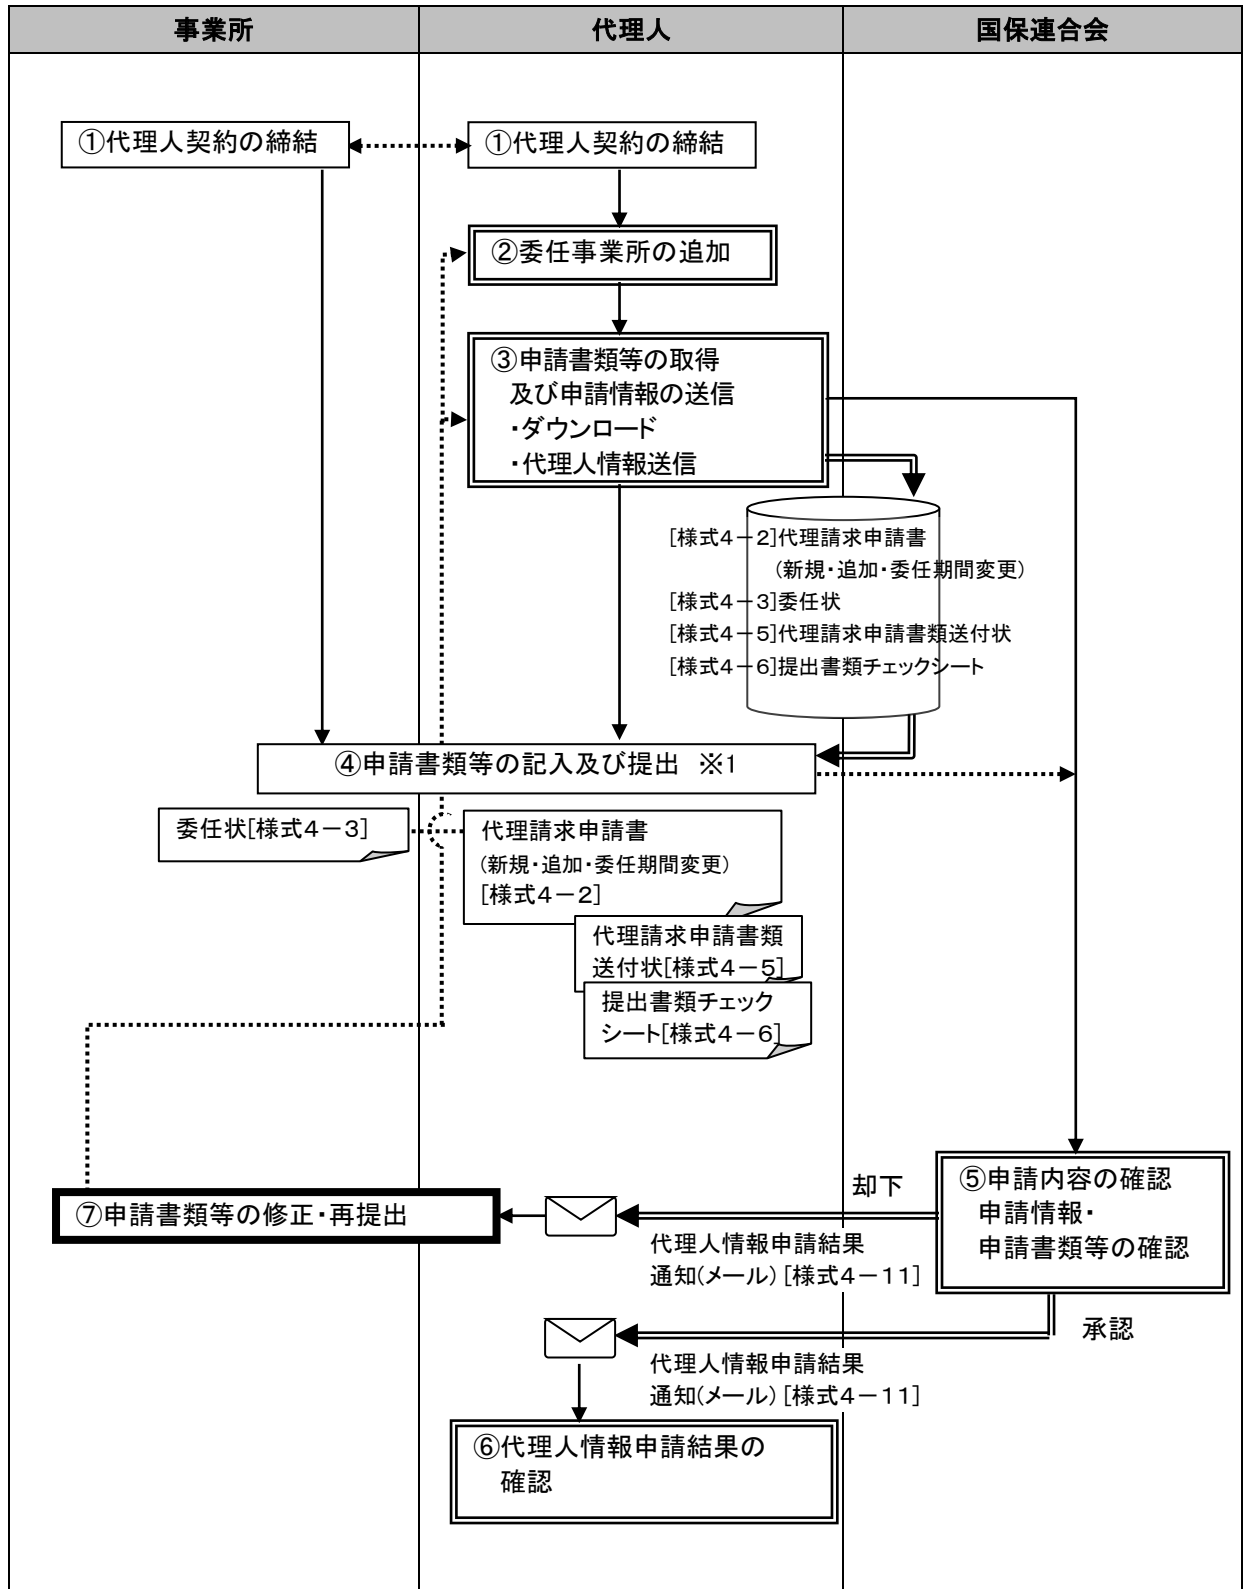 事業所
代理人
国保連合会
①代理人契約の締結
①代理人契約の締結
②委任事業所の追加
③申請書類等の取得
及び申請情報の送信
・ダウンロード
・代理人情報送信
[様式4－2]代理請求申請書
(新規・追加・委任期間変更)
[様式4－3]委任状
[様式4－5]代理請求申請書類送付状
[様式4－6]提出書類チェックシート
④申請書類等の記入及び提出 ※1
委任状[様式4－3]
代理請求申請書
(新規・追加・委任期間変更)
[様式4－2]
代理請求申請書類
送付状[様式4－5]
提出書類チェック
シート[様式4－6]
却下
⑤申請内容の確認
申請情報・
申請書類等の確認
⑦申請書類等の修正・再提出
代理人情報申請結果
通知(メール) [様式4－11]
承認
代理人情報申請結果
通知(メール) [様式4－11]
⑥代理人情報申請結果の
確認